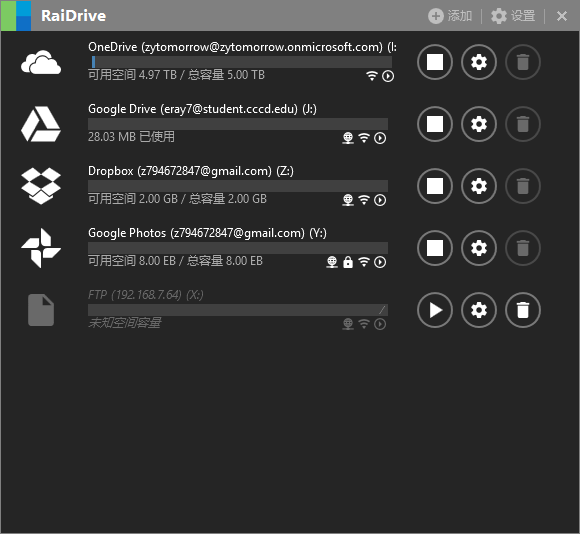 RaiDrive 添加 设置
OneDrive (zytomorrow@zytomorrow.onmicrosoft.com) (I:
可用空间 4.97 TB / 总容量 5.00 TB
Google Drive (eray7@student.cccd.edu) (J:)
28.03 MB 已使用
Dropbox (z794672847@gmail.com) (Z:)
可用空间 2.00 GB / 总容量 2.00 GB
Google Photos (z794672847@gmail.com) (Y:)
可用空间 8.00 EB / 总容量 8.00 EB
FTP (192.168.7.64) (X:)
/
未知空间容量